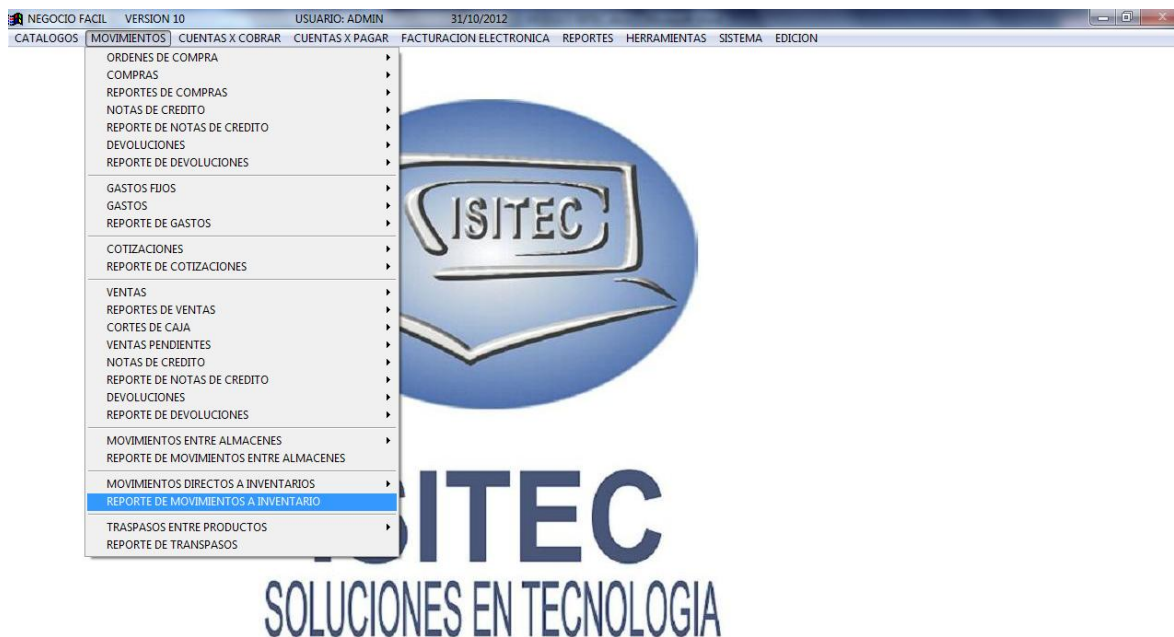 NEGOCIO FACIL VERSION 10 USUARIO: ADMIN 31/10/2012
CATALOGOS MOVIMIENTOS CUENTAS X COBRAR CUENTAS X PAGAR FACTURACION ELECTRONICA REPORTES HERRAMIENTAS SISTEMA EDICION
ORDENES DE COMPRA
COMPRAS
REPORTES DE COMPRAS
NOTAS DE CREDITO
REPORTE DE NOTAS DE CREDITO
DEVOLUCIONES
REPORTE DE DEVOLUCIONES
GASTOS FIJOS
GASTOS
REPORTE DE GASTOS
COTIZACIONES
REPORTE DE COTIZACIONES
VENTAS
REPORTES DE VENTAS
CORTES DE CAJA
VENTAS PENDIENTES
NOTAS DE CREDITO
REPORTE DE NOTAS DE CREDITO
DEVOLUCIONES
REPORTE DE DEVOLUCIONES
MOVIMIENTOS ENTRE ALMACENES
REPORTE DE MOVIMIENTOS ENTRE ALMACENES
MOVIMIENTOS DIRECTOS A INVENTARIOS
REPORTE DE MOVIMIENTOS A INVENTARIO
TRASPASOS ENTRE PRODUCTOS
REPORTE DE TRANSPASOS
ISITEC
ISITEC
SOLUCIONES EN TECNOLOGIA